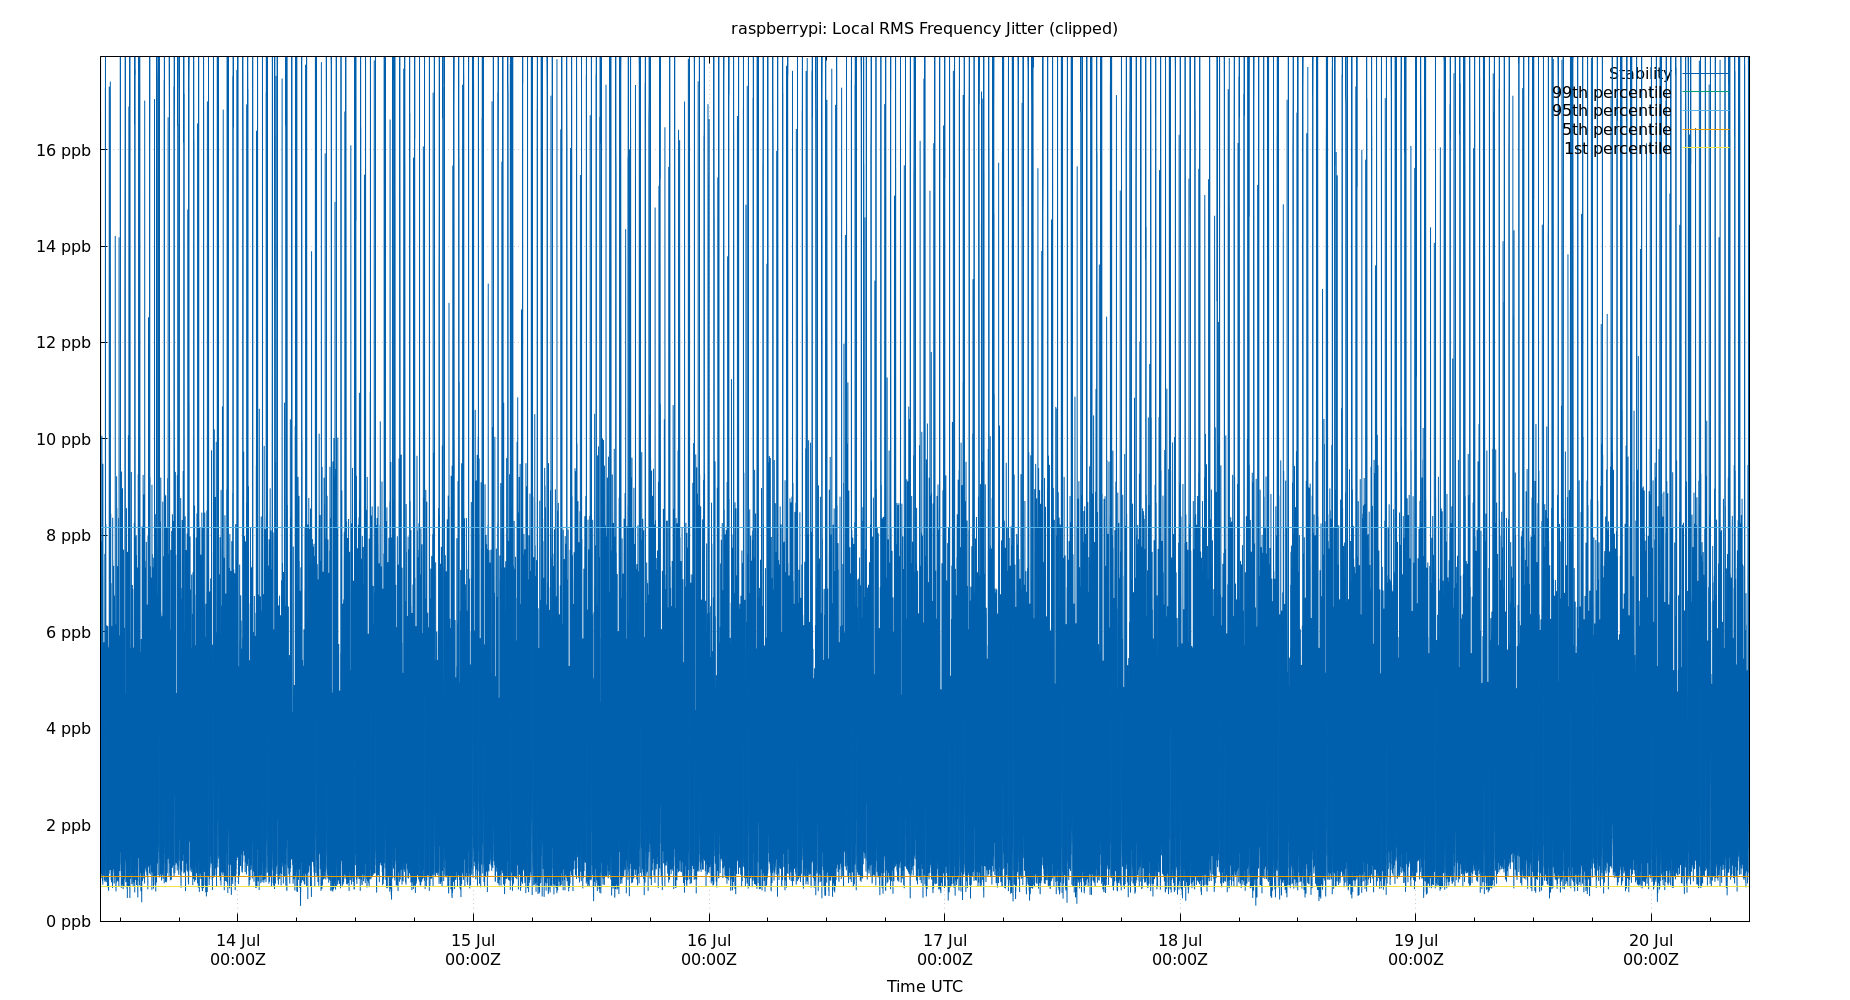 raspberrypi: Local RMS Frequency Jitter (clipped)
Stability
99th percentile
95th percentile
5th percentile
1st percentile
16 ppb
14 ppb
12 ppb
10 ppb
8 ppb
6 ppb
4 ppb
2 ppb
0 ppb
14 Jul 15 Jul 16 Jul 17 Jul 18 Jul 19 Jul 20 Jul
00:00Z 00:00Z 00:00Z 00:00Z 00:00Z 00:00Z 00:00Z
Time UTC